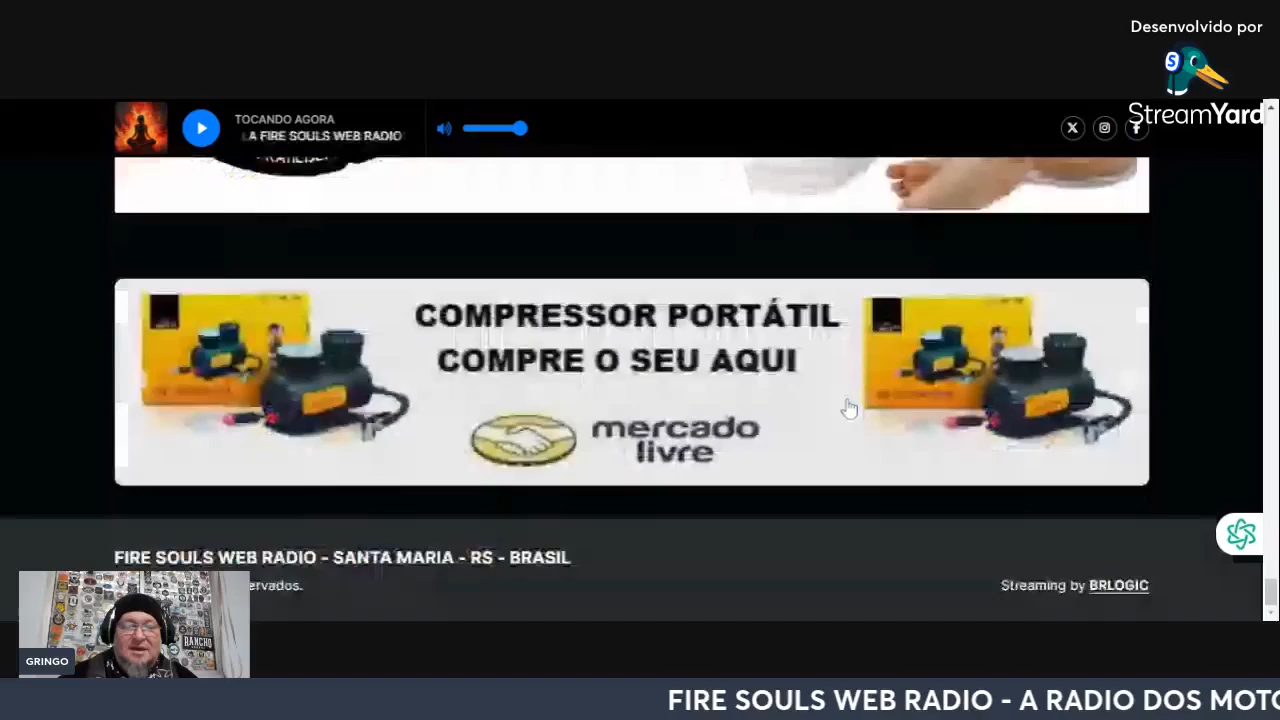 Desenvolvido por
StreamYard
TOCANDO AGORA
LA FIRE SOULS WEB RADIO
COMPRESSOR PORTÁTIL
COMPRE O SEU AQUI
mercado
livre
FIRE SOULS WEB RADIO - SANTA MARIA - RS - BRASIL
ervados.
Streaming by BRLOGIC
RANCHO
GRINGO
FIRE SOULS WEB RADIO - A RADIO DOS MOTO